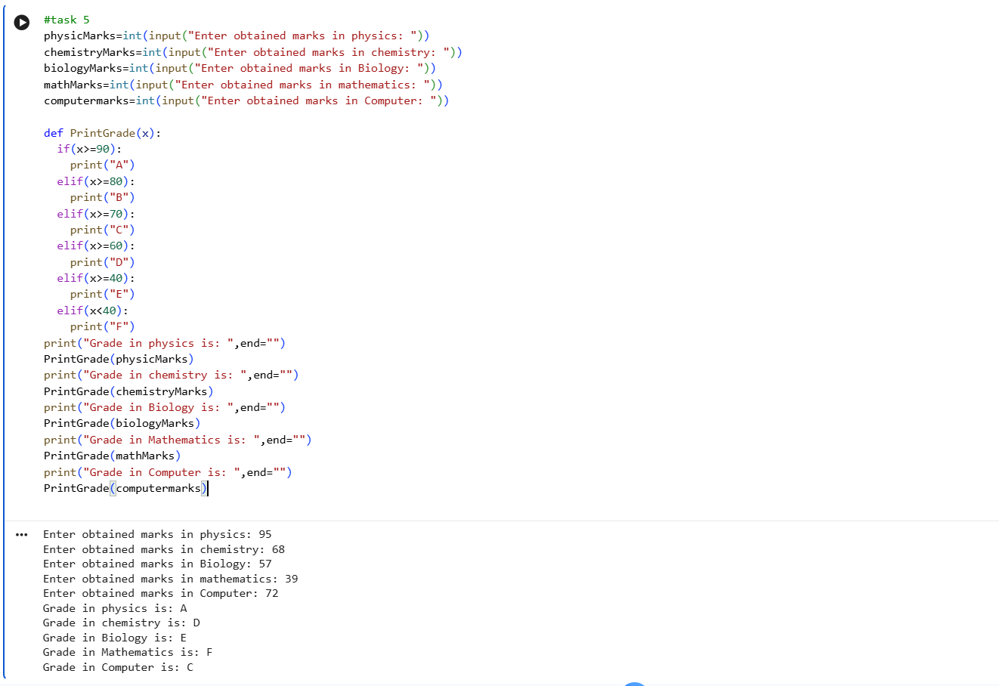 #task 5
physicMarks=int(input("Enter obtained marks in physics: "))
chemistryMarks=int(input("Enter obtained marks in chemistry: "))
biologyMarks=int(input("Enter obtained marks in Biology: "))
mathMarks=int(input("Enter obtained marks in mathematics: "))
computermarks=int(input("Enter obtained marks in Computer: "))

def PrintGrade(x):
  if(x>=90):
    print("A")
  elif(x>=80):
    print("B")
  elif(x>=70):
    print("C")
  elif(x>=60):
    print("D")
  elif(x>=40):
    print("E")
  elif(x<40):
    print("F")
print("Grade in physics is: ",end="")
PrintGrade(physicMarks)
print("Grade in chemistry is: ",end="")
PrintGrade(chemistryMarks)
print("Grade in Biology is: ",end="")
PrintGrade(biologyMarks)
print("Grade in Mathematics is: ",end="")
PrintGrade(mathMarks)
print("Grade in Computer is: ",end="")
PrintGrade(computermarks)
Enter obtained marks in physics: 95
Enter obtained marks in chemistry: 68
Enter obtained marks in Biology: 57
Enter obtained marks in mathematics: 39
Enter obtained marks in Computer: 72
Grade in physics is: A
Grade in chemistry is: D
Grade in Biology is: E
Grade in Mathematics is: F
Grade in Computer is: C